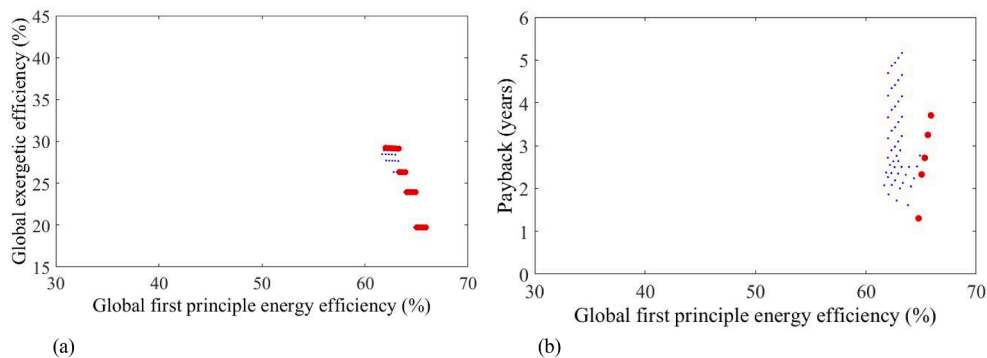 45
40
35
30
25
20
15
Global exergetic efficiency (%)
30 40 50 60 70
Global first principle energy efficiency (%)
(a)
6
5
4
3
2
1
0
Payback (years)
30 40 50 60 70
Global first principle energy efficiency (%)
(b)